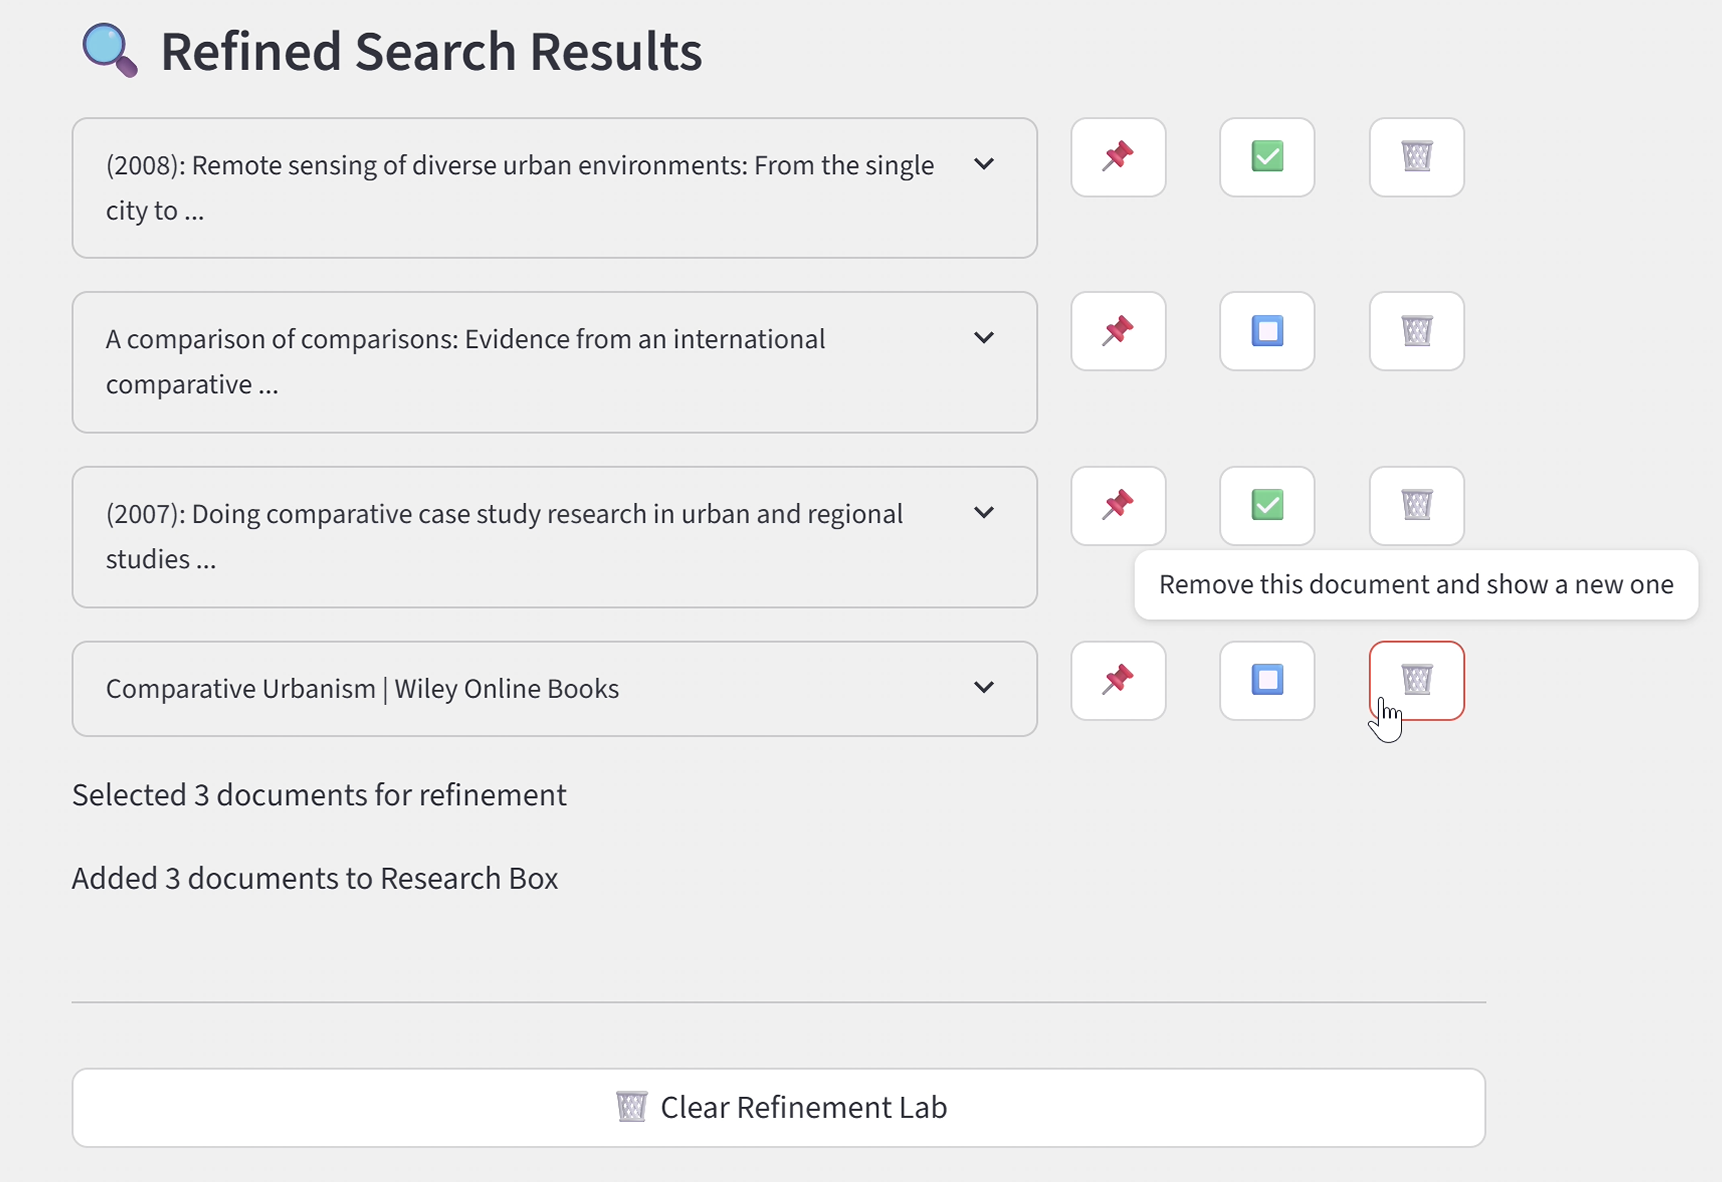 Refined Search Results
(2008): Remote sensing of diverse urban environments: From the single
city to ...
A comparison of comparisons: Evidence from an international
comparative ...
(2007): Doing comparative case study research in urban and regional
studies ...
Remove this document and show a new one
Comparative Urbanism | Wiley Online Books
Selected 3 documents for refinement
Added 3 documents to Research Box
Clear Refinement Lab